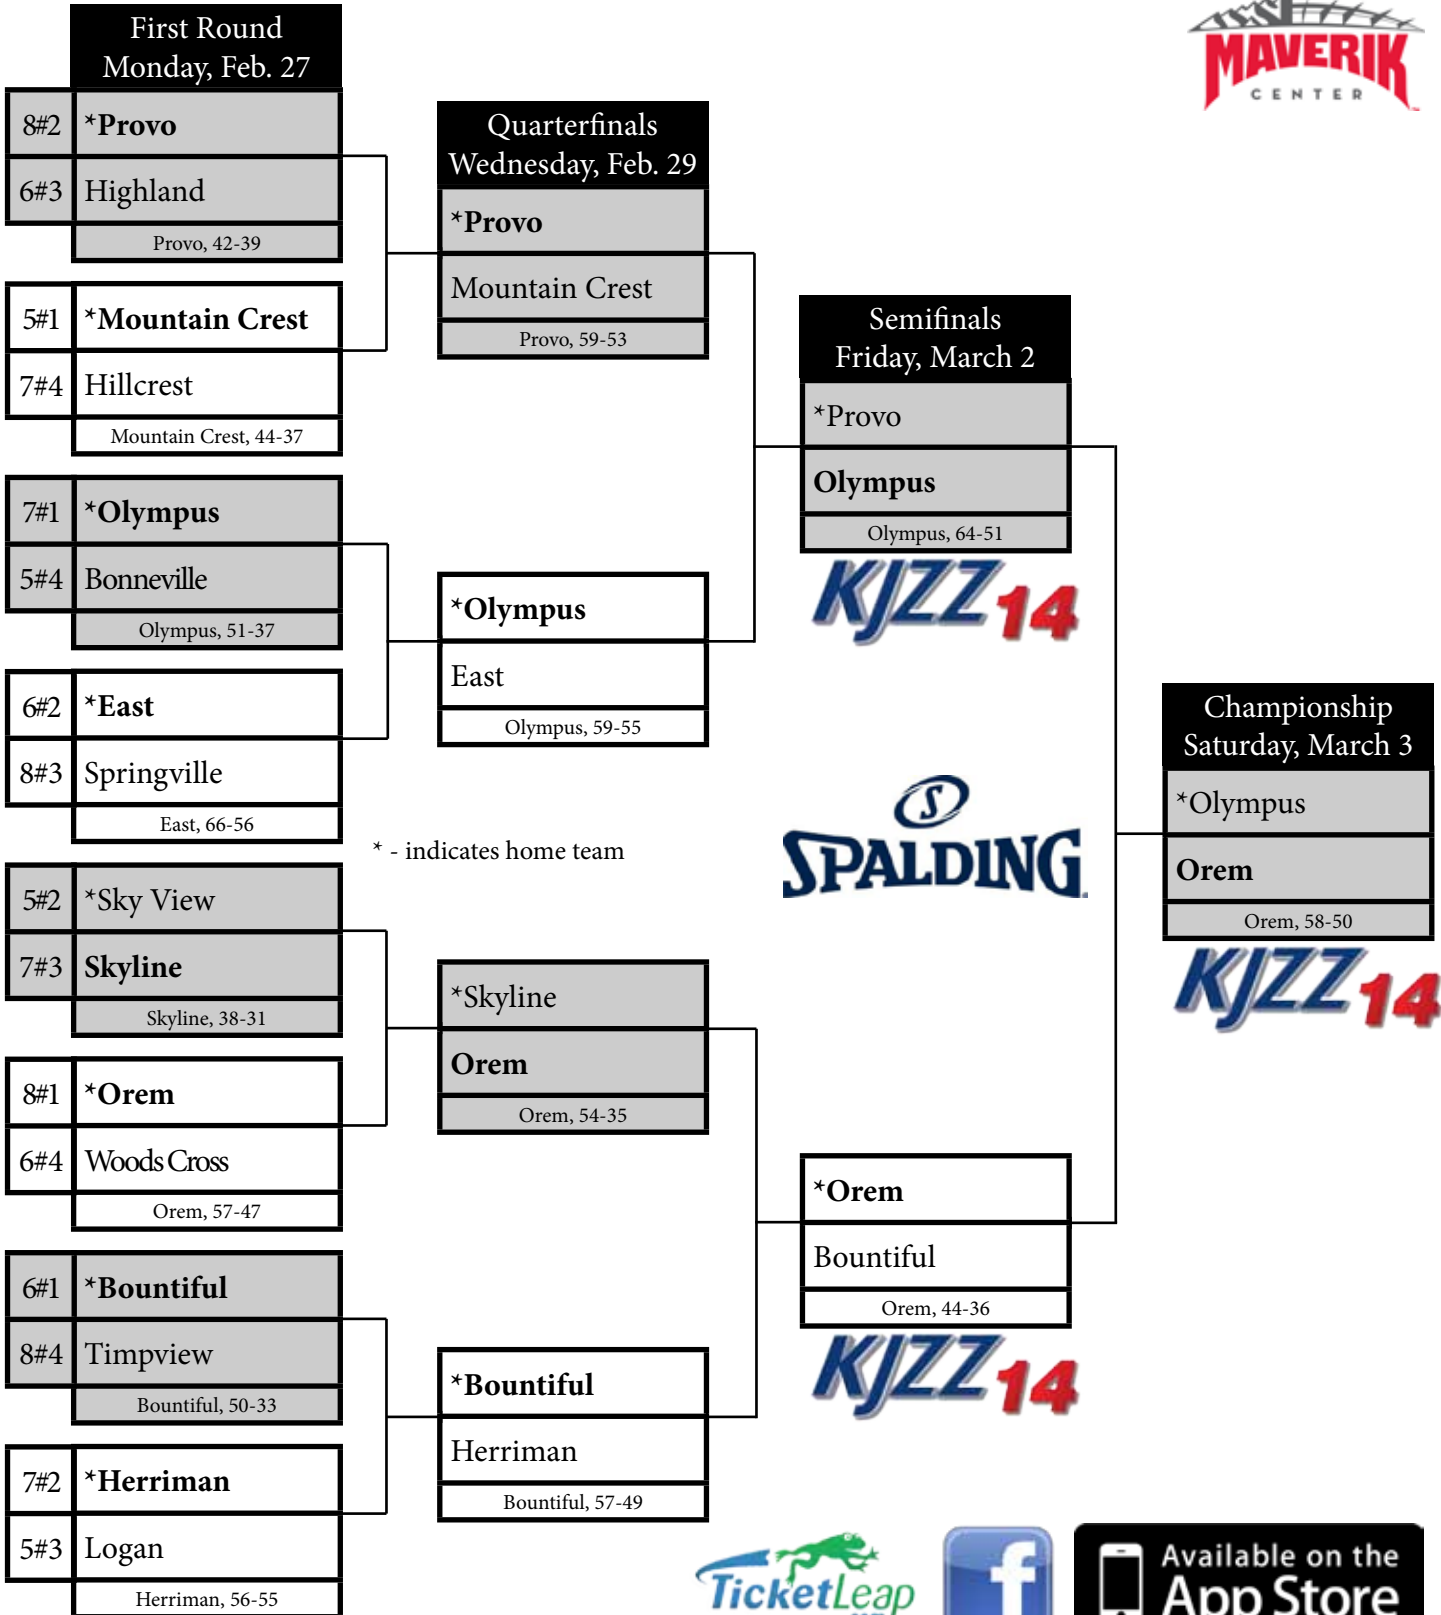 MAVERIK
CENTER
First Round
Monday, Feb. 27
8#2 *Provo
6#3 Highland
Provo, 42-39
5#1 *Mountain Crest
7#4 Hillcrest
Mountain Crest, 44-37
7#1 *Olympus
5#4 Bonneville
Olympus, 51-37
6#2 *East
8#3 Springville
East, 66-56
5#2 *Sky View
7#3 Skyline
Skyline, 38-31
8#1 *Orem
6#4 Woods Cross
Orem, 57-47
6#1 *Bountiful
8#4 Timpview
Bountiful, 50-33
7#2 *Herriman
5#3 Logan
Herriman, 56-55
Quarterfinals
Wednesday, Feb. 29
*Provo
Mountain Crest
Provo, 59-53
*Olympus
East
Olympus, 59-55
* - indicates home team
*Skyline
Orem
Orem, 54-35
*Bountiful
Herriman
Bountiful, 57-49
Semifinals
Friday, March 2
*Provo
Olympus
Olympus, 64-51
KJZZ 14
S
SPALDING
*Orem
Bountiful
Orem, 44-36
KJZZ 14
Championship
Saturday, March 3
*Olympus
Orem
Orem, 58-50
KJZZ 14
TicketLeap
f
Available on the
App Store